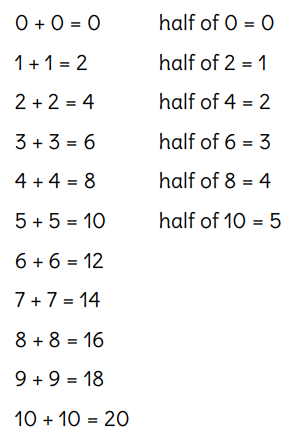 0 + 0 = 0 half of 0 = 0
1 + 1 = 2 half of 2 = 1
2 + 2 = 4 half of 4 = 2
3 + 3 = 6 half of 6 = 3
4 + 4 = 8 half of 8 = 4
5 + 5 = 10 half of 10 = 5
6 + 6 = 12
7 + 7 = 14
8 + 8 = 16
9 + 9 = 18
10 + 10 = 20